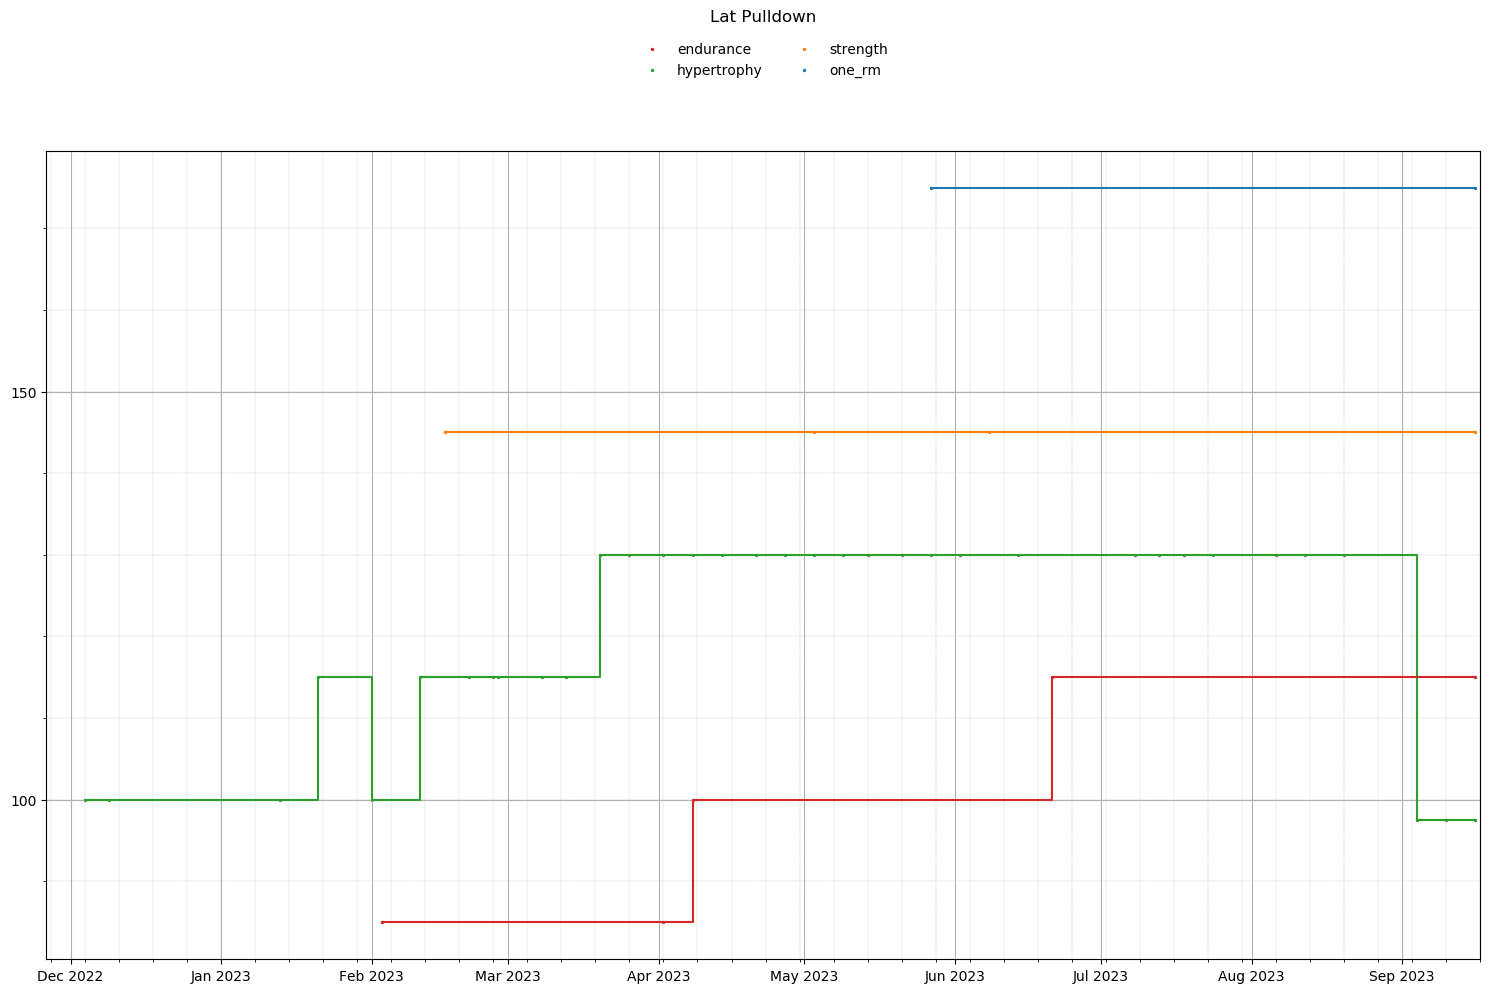 Lat Pulldown
endurance strength
hypertrophy one_rm
150
100
Dec 2022 Jan 2023 Feb 2023 Mar 2023 Apr 2023 May 2023 Jun 2023 Jul 2023 Aug 2023 Sep 2023